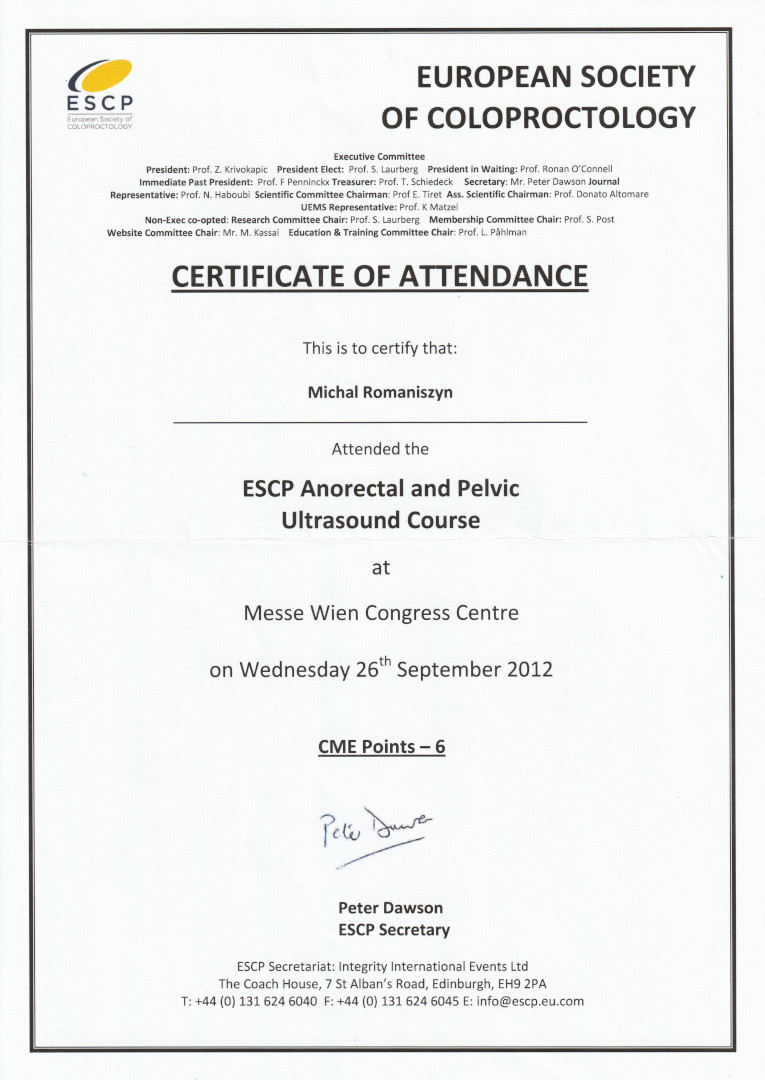 ESCP
European Society of
COLOPROCTOLOGY
EUROPEAN SOCIETY
OF COLOPROCTOLOGY
Executive Committee
President: Prof. Z. Krivokapic President Elect: Prof. S. Laurberg President in Waiting: Prof. Ronan O'Connell
Immediate Past President: Prof. F Penninckx Treasurer: Prof. T. Schiedeck Secretary: Mr. Peter Dawson Journal
Representative: Prof. N. Haboubi Scientific Committee Chairman: Prof E. Tiret Ass. Scientific Chairman: Prof. Donato Altomare
UEMS Representative: Prof. K Matzel
Non-Exec co-opted: Research Committee Chair: Prof. S. Laurberg Membership Committee Chair: Prof. S. Post
Website Committee Chair: Mr. M. Kassai Education & Training Committee Chair: Prof. L. Påhlman
CERTIFICATE OF ATTENDANCE
This is to certify that:
Michal Romaniszyn
Attended the
ESCP Anorectal and Pelvic
Ultrasound Course
at
Messe Wien Congress Centre
on Wednesday 26th September 2012
CME Points – 6
Peter Dawson
Peter Dawson
ESCP Secretary
ESCP Secretariat: Integrity International Events Ltd
The Coach House, 7 St Alban's Road, Edinburgh, EH9 2PA
T: +44 (0) 131 624 6040 F: +44 (0) 131 624 6045 E: info@escp.eu.com